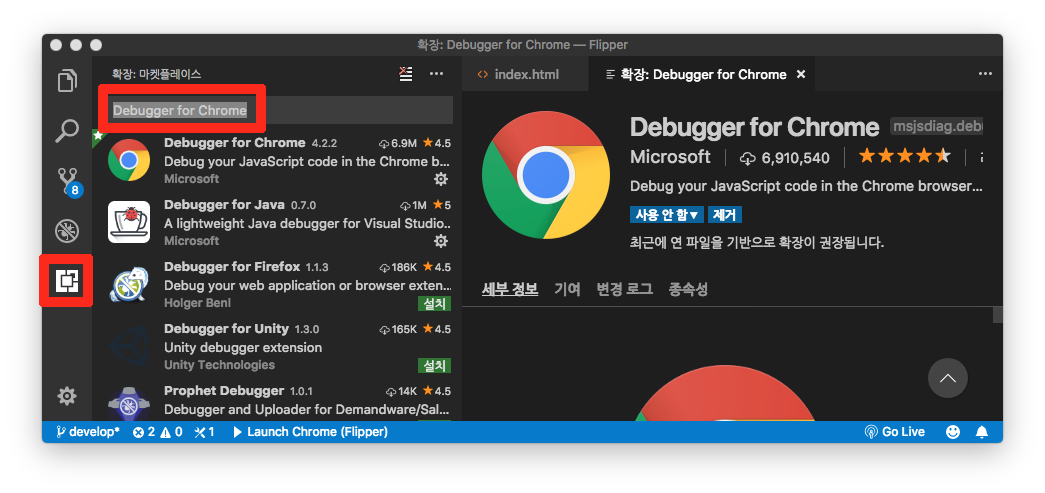 확장: Debugger for Chrome — Flipper
확장: 마켓플레이스
Debugger for Chrome
Debugger for Chrome 4.2.2 6.9M 4.5
Debug your JavaScript code in the Chrome b...
Microsoft
Debugger for Java 0.7.0 1M 5
A lightweight Java debugger for Visual Studio...
Microsoft
Debugger for Firefox 1.1.3 186K 4.5
Debug your web application or browser exten...
Holger Benl 설치
Debugger for Unity 1.3.0 165K 4.5
Unity debugger extension
Unity Technologies 설치
Prophet Debugger 1.0.1 14K 4.5
Debugger and Uploader for Demandware/Sal...
8
index.html
확장: Debugger for Chrome ×
Debugger for Chrome msjsdiag.deb
Microsoft 6,910,540
Debug your JavaScript code in the Chrome browser...
사용 안 함▼ 제거
최근에 연 파일을 기반으로 확장이 권장됩니다.
세부 정보 기여 변경 로그 종속성
develop* 2 0 1 Launch Chrome (Flipper) Go Live